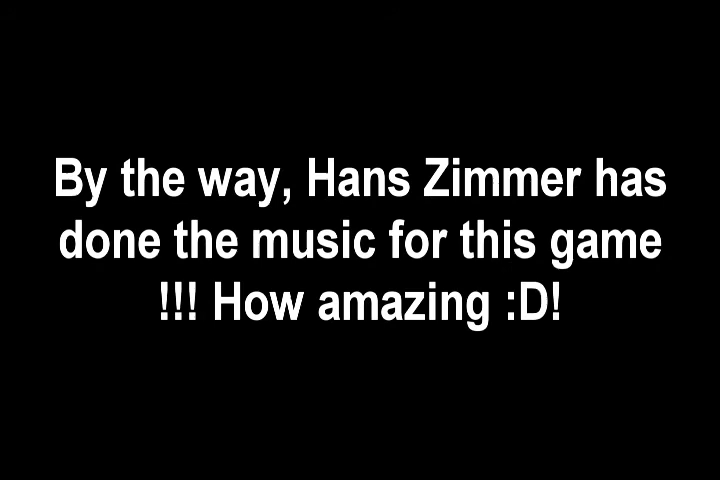 By the way, Hans Zimmer has
done the music for this game
!!! How amazing :D!